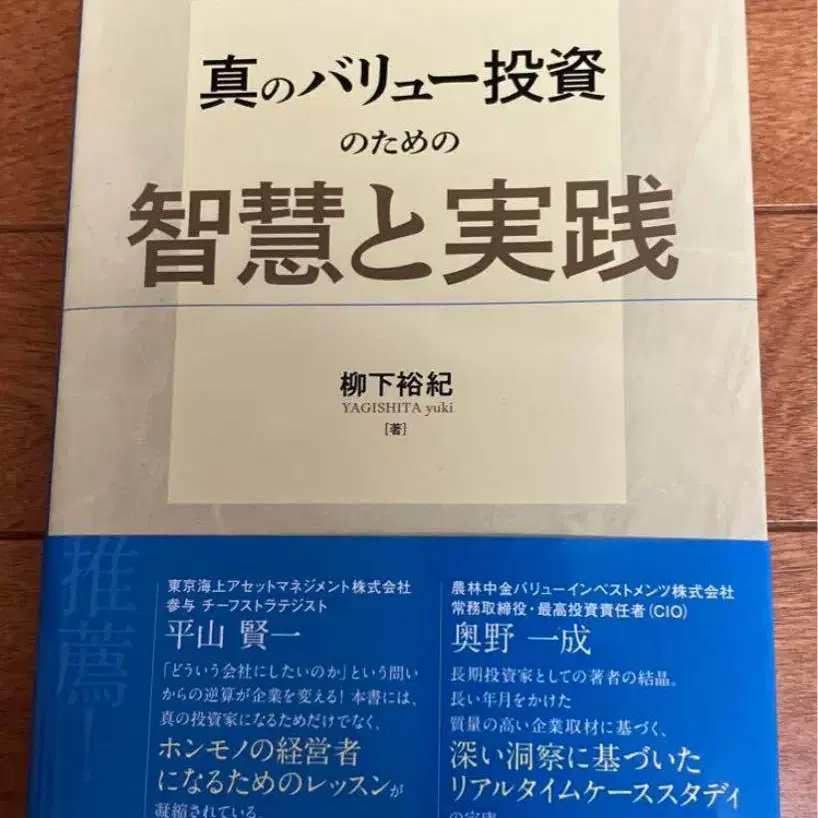 真のバリュー投資
のための
智慧と実践
柳下裕紀
YAGISHITA yuki
[著]
推薦!
東京海上アセットマネジメント株式会社
参与 チーフストラテジスト
平山 賢一
「どういう会社にしたいのか」という問い
からの逆算が企業を変える! 本書には、
真の投資家になるためだけでなく、
ホンモノの経営者
になるためのレッスンが
凝縮されている。
農林中金バリューインベストメンツ株式会社
常務取締役・最高投資責任者(CIO)
奥野 一成
長期投資家としての著者の結晶。
長い年月をかけた
質量の高い企業取材に基づく、
深い洞察に基づいた
リアルタイムケーススタディ